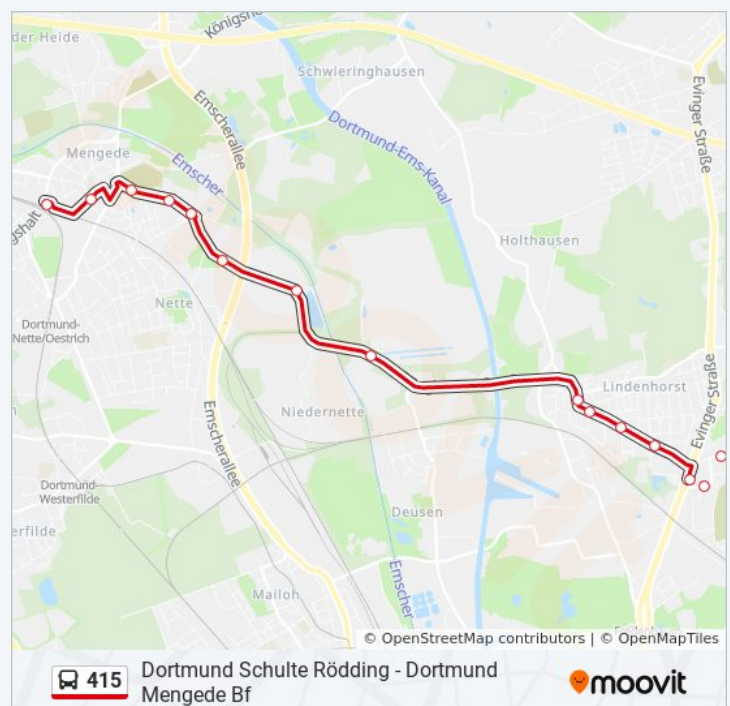 der Heide
Königshe
Schwieringhausen
Evinger Straße
Emscherallee
Dortmund-Ems-Kanal
Mengede
Emscher
gshalt
Holthausen
Nette
Dortmund-
Nette/Oestrich
Lindenhorst
Evinger Straße
Niedernette
Emscherallee
Dortmund-
Westerfilde
Deusen
erfilde
Emscher
Mailoh
© OpenStreetMap contributors | © OpenMapTiles
415
Dortmund Schulte Rödding - Dortmund
Mengede Bf
moovit